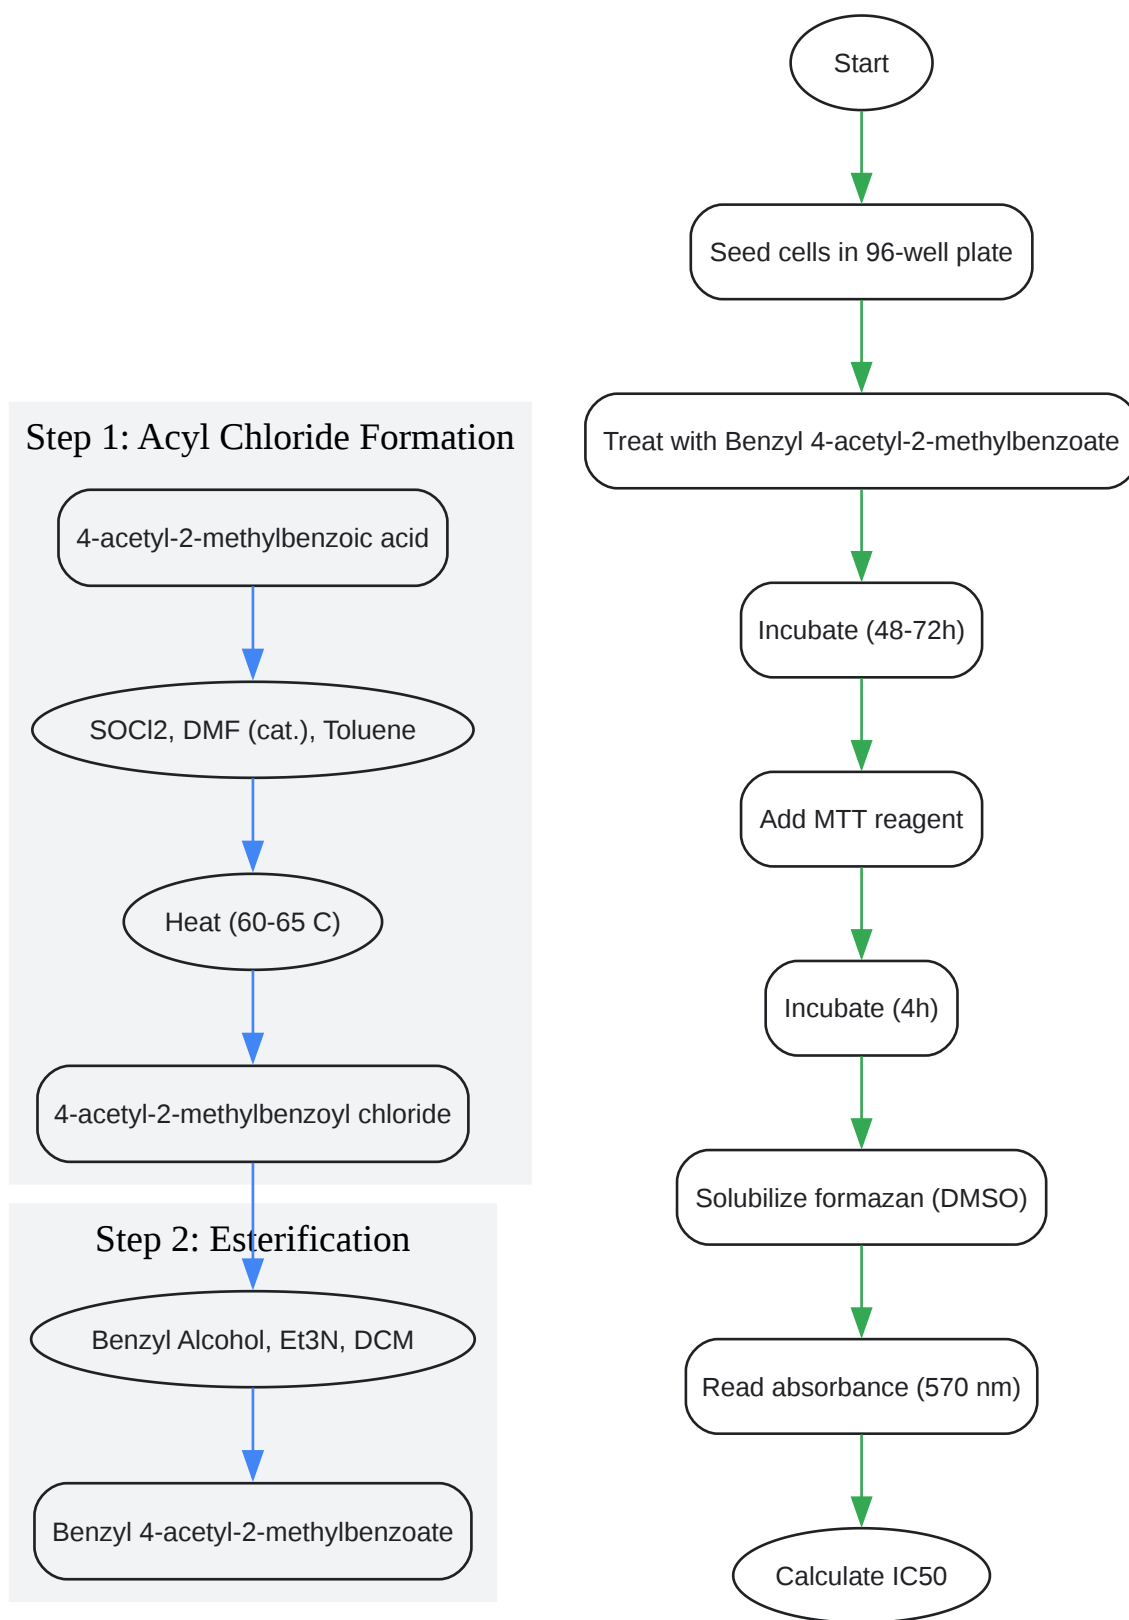 Step 1: Acyl Chloride Formation
4-acetyl-2-methylbenzoic acid
SOCl2, DMF (cat.), Toluene
Heat (60-65 C)
4-acetyl-2-methylbenzoyl chloride
Step 2: Esterification
Benzyl Alcohol, Et3N, DCM
Benzyl 4-acetyl-2-methylbenzoate
Start
Seed cells in 96-well plate
Treat with Benzyl 4-acetyl-2-methylbenzoate
Incubate (48-72h)
Add MTT reagent
Incubate (4h)
Solubilize formazan (DMSO)
Read absorbance (570 nm)
Calculate IC50